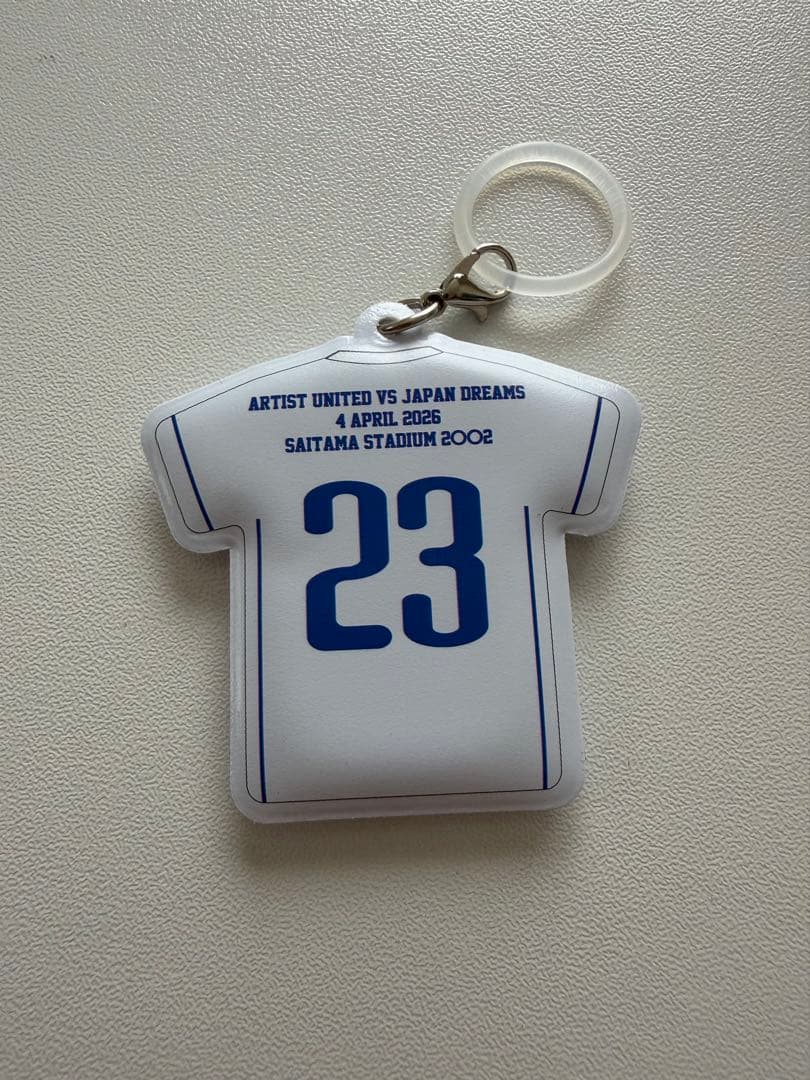 ARTIST UNITED VS JAPAN DREAMS
4 APRIL 2026
SAITAMA STADIUM 2002
23